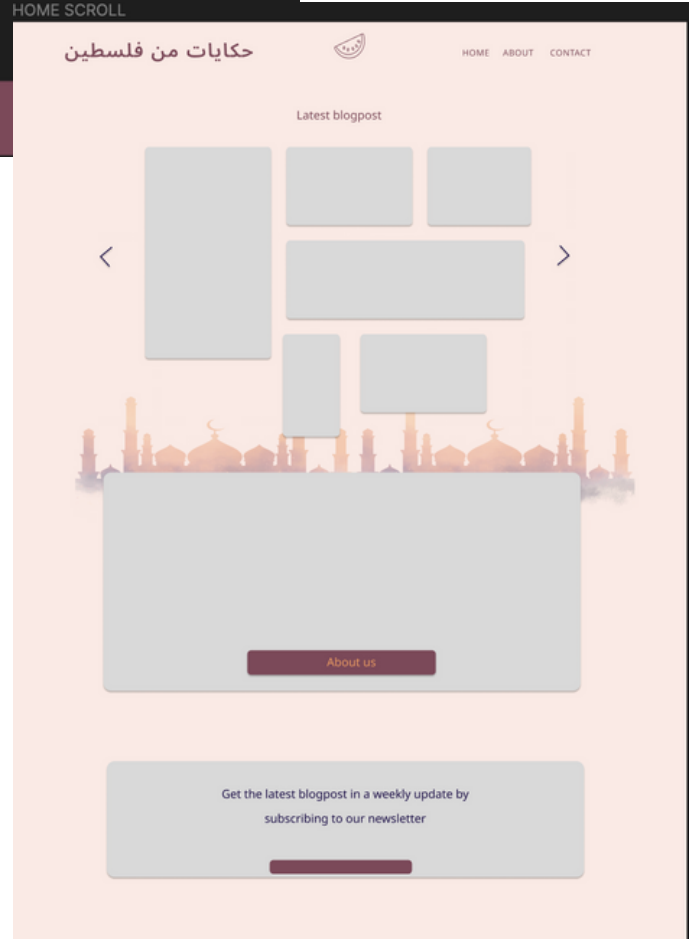 HOME SCROLL
حكايات من فلسطين
HOME ABOUT CONTACT
Latest blogpost
About us
Get the latest blogpost in a weekly update by
subscribing to our newsletter